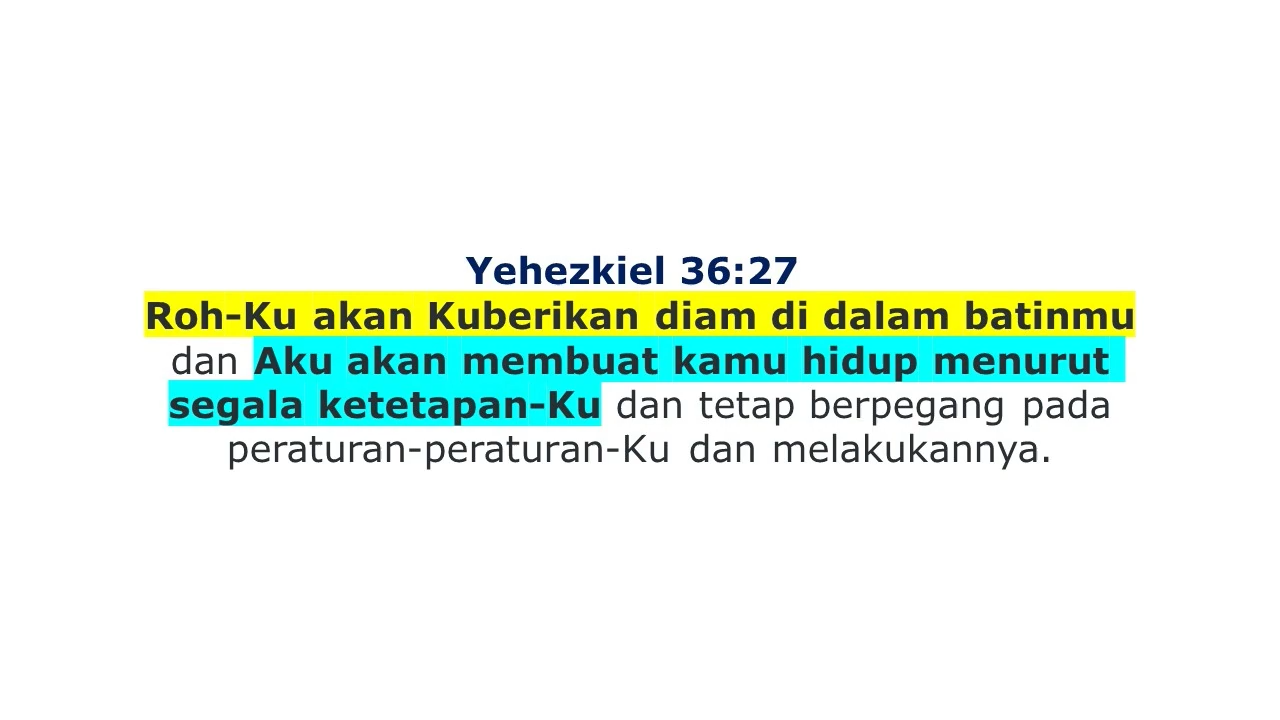 Yehezkiel 36:27
Roh-Ku akan Kuberikan diam di dalam batinmu
dan Aku akan membuat kamu hidup menurut
segala ketetapan-Ku dan tetap berpegang pada
peraturan-peraturan-Ku dan melakukannya.